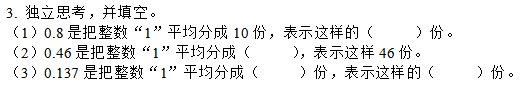 3. 独立思考，并填空。
（1）0.8 是把整数“1”平均分成 10 份，表示这样的（　　　）份。
（2）0.46 是把整数“1”平均分成（　　　），表示这样 46 份。
（3）0.137 是把整数“1”平均分成（　　　）份，表示这样的（　　　）份。